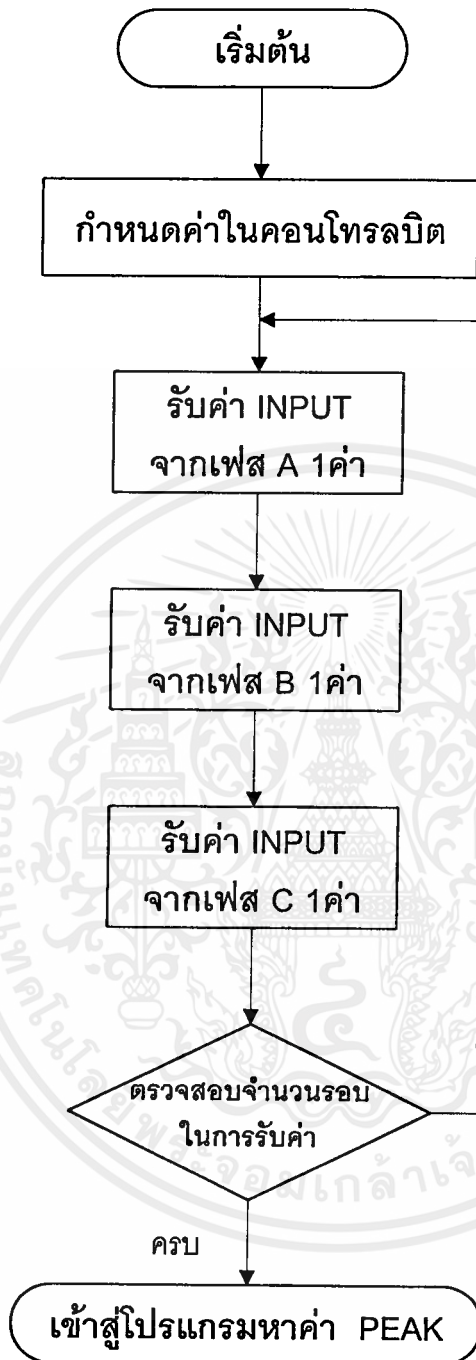 เริ่มต้น
กำหนดค่าในคอนโทรลบิต
รับค่า INPUT
จากเฟส A 1ค่า
รับค่า INPUT
จากเฟส B 1ค่า
รับค่า INPUT
จากเฟส C 1ค่า
ตรวจสอบจำนวนรอบ
ในการรับค่า
ครบ
เข้าสู่โปรแกรมหาค่า PEAK